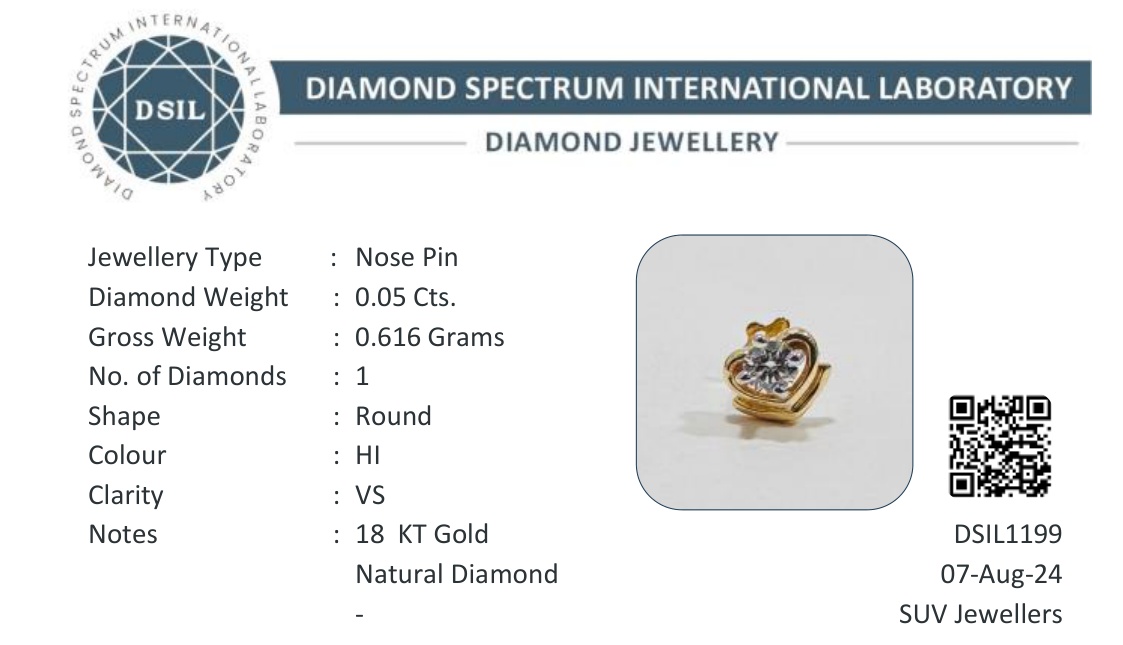 DIAMOND SPECTRUM INTERNATIONAL LABORATORY
DSIL
DIAMOND SPECTRUM INTERNATIONAL LABORATORY
DIAMOND JEWELLERY
Jewellery Type : Nose Pin
Diamond Weight : 0.05 Cts.
Gross Weight : 0.616 Grams
No. of Diamonds : 1
Shape : Round
Colour : HI
Clarity : VS
Notes : 18 KT Gold
Natural Diamond
-
DSIL1199
07-Aug-24
SUV Jewellers